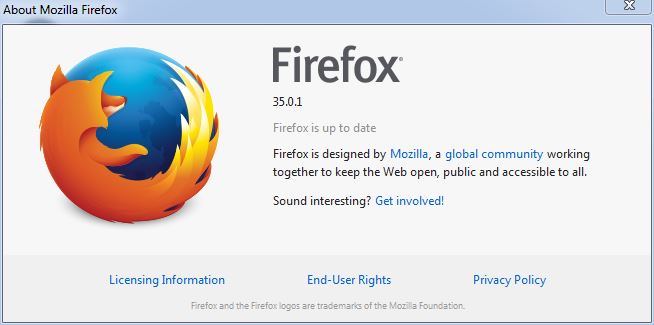 About Mozilla Firefox
Firefox®
35.0.1
Firefox is up to date
Firefox is designed by Mozilla, a global community working
together to keep the Web open, public and accessible to all.
Sound interesting? Get involved!
Licensing Information End-User Rights Privacy Policy
Firefox and the Firefox logos are trademarks of the Mozilla Foundation.